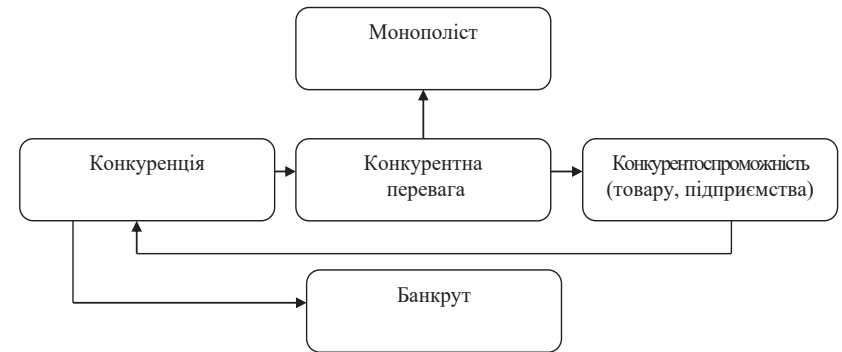 Монополіст
Конкуренція
Конкурентна
перевага
Конкурентоспроможність
(товару, підприємства)
Банкрут